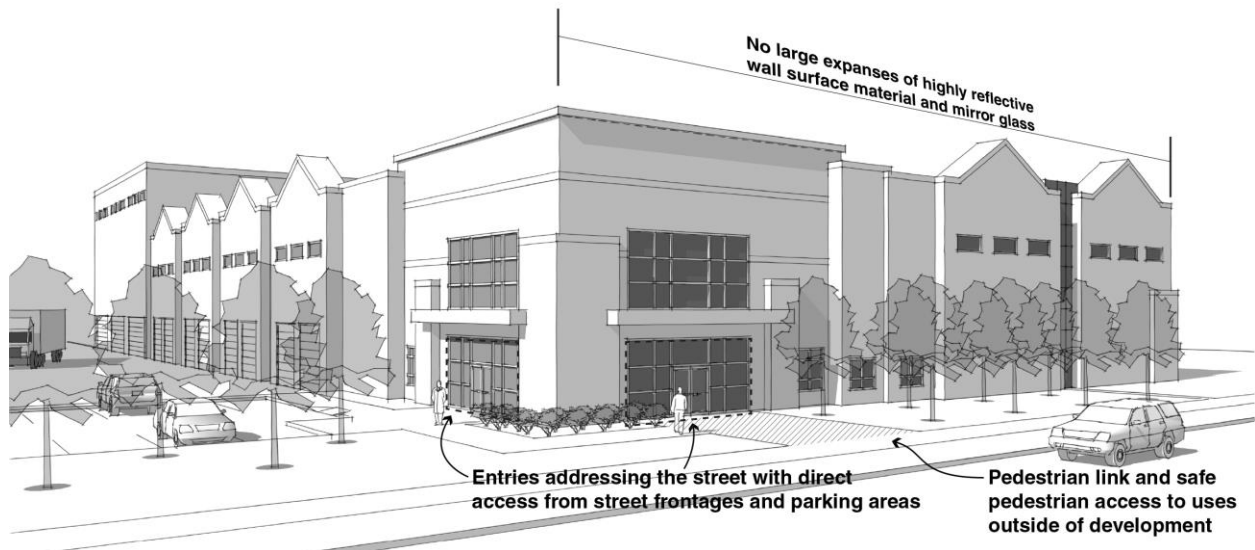 No large expanses of highly reflective
wall surface material and mirror glass
Entries addressing the street with direct
access from street frontages and parking areas
Pedestrian link and safe
pedestrian access to uses
outside of development